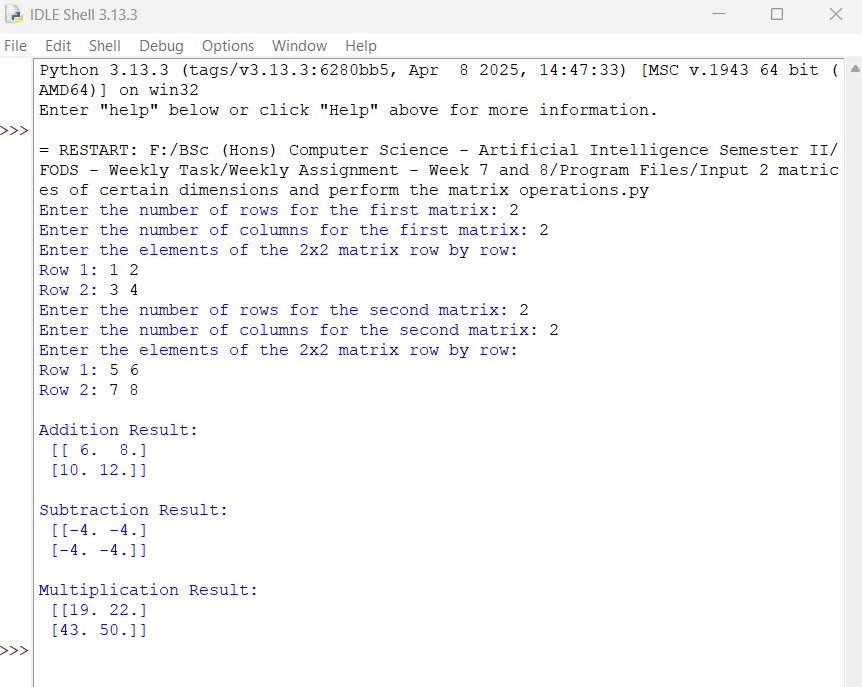 IDLE Shell 3.13.3
File Edit Shell Debug Options Window Help
Python 3.13.3 (tags/v3.13.3:6280bb5, Apr  8 2025, 14:47:33) [MSC v.1943 64 bit (
AMD64)] on win32
Enter "help" below or click "Help" above for more information.
>>>
= RESTART: F:/BSc (Hons) Computer Science - Artificial Intelligence Semester II/
FODS - Weekly Task/Weekly Assignment - Week 7 and 8/Program Files/Input 2 matric
es of certain dimensions and perform the matrix operations.py
Enter the number of rows for the first matrix: 2
Enter the number of columns for the first matrix: 2
Enter the elements of the 2x2 matrix row by row:
Row 1: 1 2
Row 2: 3 4
Enter the number of rows for the second matrix: 2
Enter the number of columns for the second matrix: 2
Enter the elements of the 2x2 matrix row by row:
Row 1: 5 6
Row 2: 7 8
Addition Result:
[[ 6.  8.]
[10. 12.]]
Subtraction Result:
[[-4. -4.]
[-4. -4.]]
Multiplication Result:
[[19. 22.]
[43. 50.]]
>>>